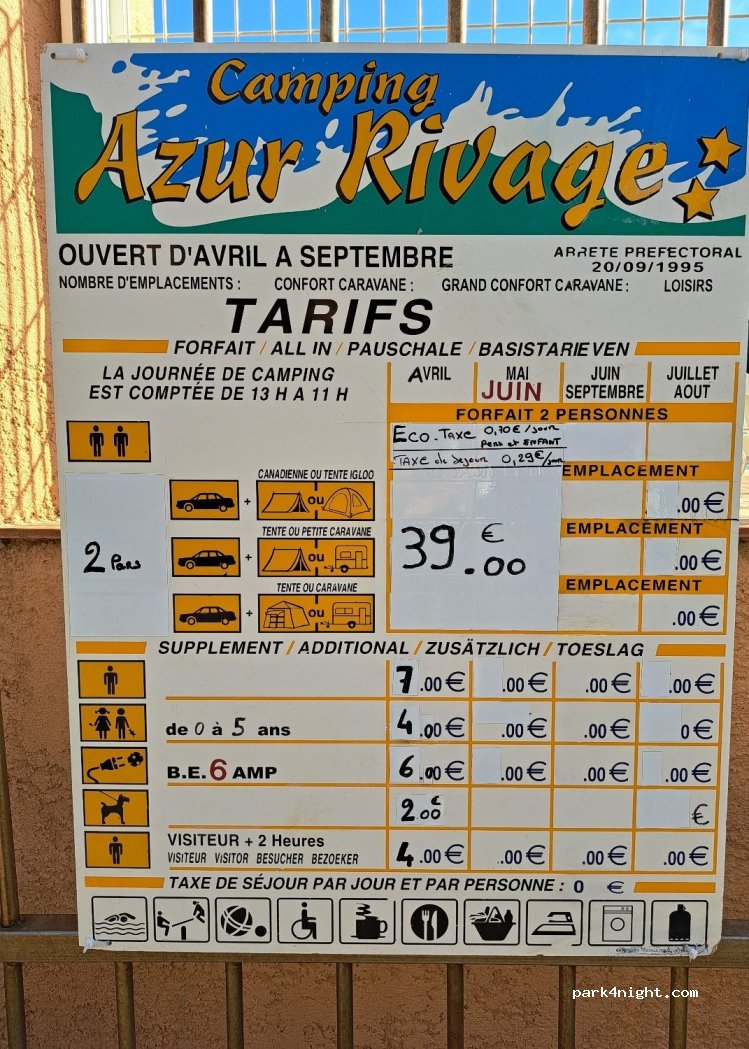 Camping
Azur Rivage
OUVERT D'AVRIL A SEPTEMBRE
ARRETE PREFECTORAL
20/09/1995
NOMBRE D'EMPLACEMENTS : CONFORT CARAVANE : GRAND CONFORT CARAVANE : LOISIRS
TARIFS
FORFAIT / ALL IN / PAUSCHALE / BASISTARIEVEN
LA JOURNÉE DE CAMPING
EST COMPTÉE DE 13 H A 11 H
AVRIL
MAI
JUIN
JUIN
SEPTEMBRE
JUILLET
AOUT
FORFAIT 2 PERSONNES
Eco-Taxe 0,70€/jour
Pers et ENFANT
TAXE de Sejour 0,29€/jour
CANADIENNE OU TENTE IGLOO
EMPLACEMENT
+ ou .00 €
TENTE OU PETITE CARAVANE
EMPLACEMENT
2 Pers
+ ou 39.00 € .00 €
TENTE OU CARAVANE
EMPLACEMENT
+ ou .00 €
SUPPLEMENT / ADDITIONAL / ZUSÄTZLICH / TOESLAG
7.00 € .00 € .00 € .00 €
de 0 à 5 ans 4.00 € .00 € .00 € 0 €
B.E. 6 AMP 6.00 € .00 € .00 € .00 €
2.00 € €
VISITEUR + 2 Heures
VISITEUR VISITOR BESUCHER BEZOEKER
4.00 € .00 € .00 € .00 €
TAXE DE SÉJOUR PAR JOUR ET PAR PERSONNE : 0 €
park4night.com